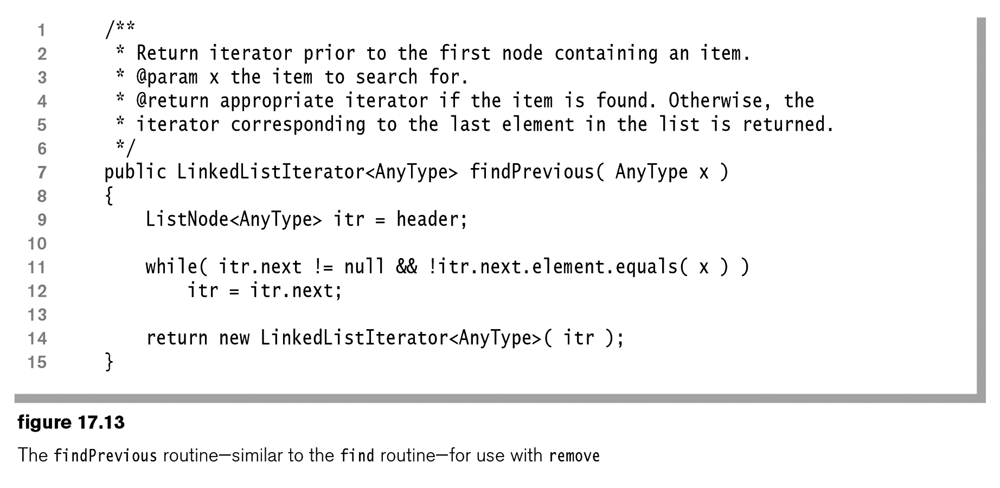 1 /**
2 * Return iterator prior to the first node containing an item.
3 * @param x the item to search for.
4 * @return appropriate iterator if the item is found. Otherwise, the
5 * iterator corresponding to the last element in the list is returned.
6 */
7 public LinkedListIterator<AnyType> findPrevious( AnyType x )
8 {
9 ListNode<AnyType> itr = header;
10
11 while( itr.next != null && !itr.next.element.equals( x ) )
12 itr = itr.next;
13
14 return new LinkedListIterator<AnyType>( itr );
15 }
figure 17.13
The findPrevious routine—similar to the find routine—for use with remove